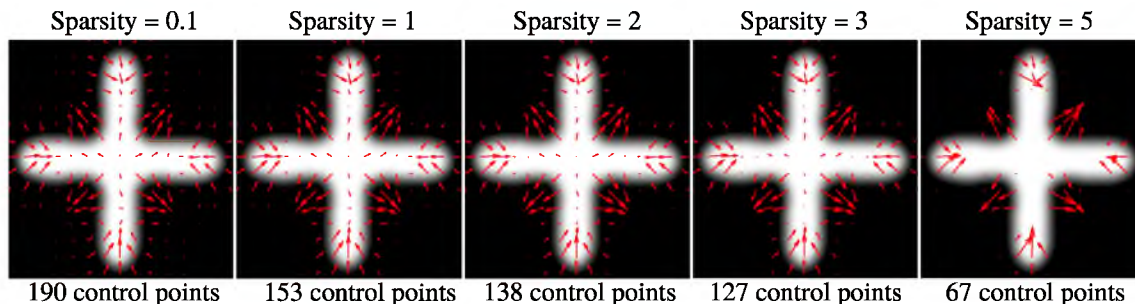 Sparsity = 0.1
Sparsity = 1
Sparsity = 2
Sparsity = 3
Sparsity = 5
190 control points
153 control points
138 control points
127 control points
67 control points